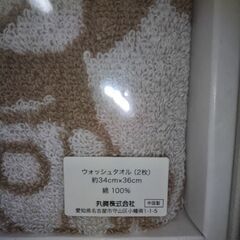 ウォッシュタオル(2枚)
約34cm×36cm
綿 100%
丸眞株式会社 中国製
愛知県名古屋市守山区小幡南1-1-5